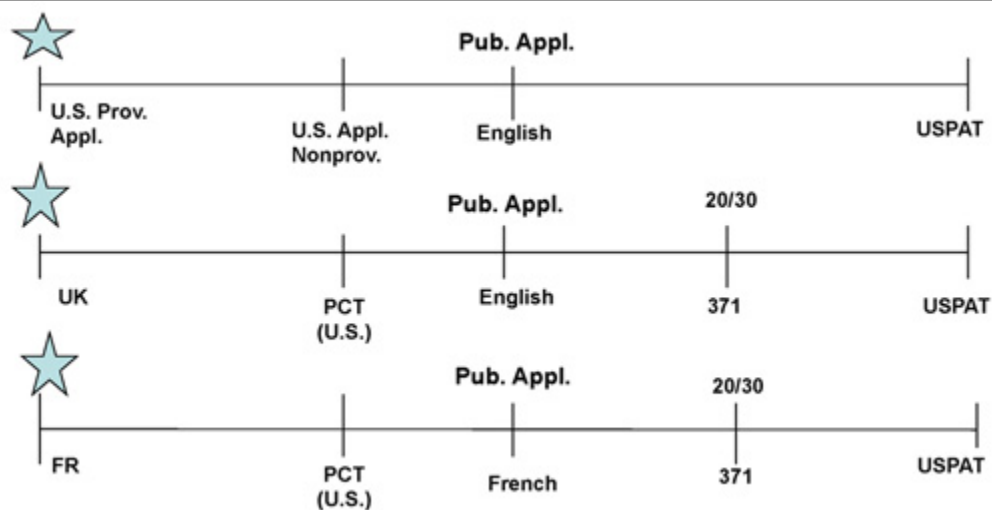 Pub. Appl.
U.S. Prov.
Appl.
U.S. Appl.
Nonprov.
English
USPAT
Pub. Appl.
20/30
UK
PCT
(U.S.)
English
371
USPAT
Pub. Appl.
20/30
FR
PCT
(U.S.)
French
371
USPAT